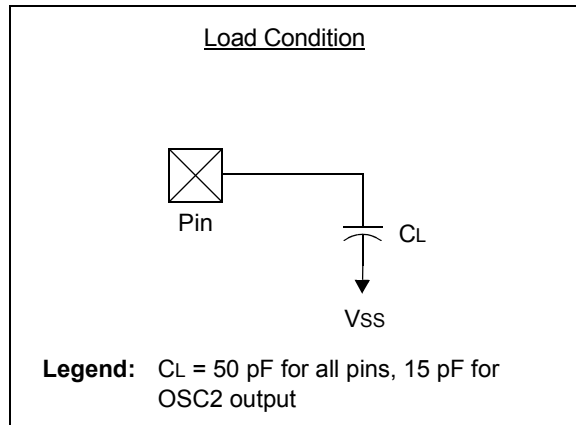 Load Condition
Pin
CL
VSS
Legend: CL = 50 pF for all pins, 15 pF for
OSC2 output